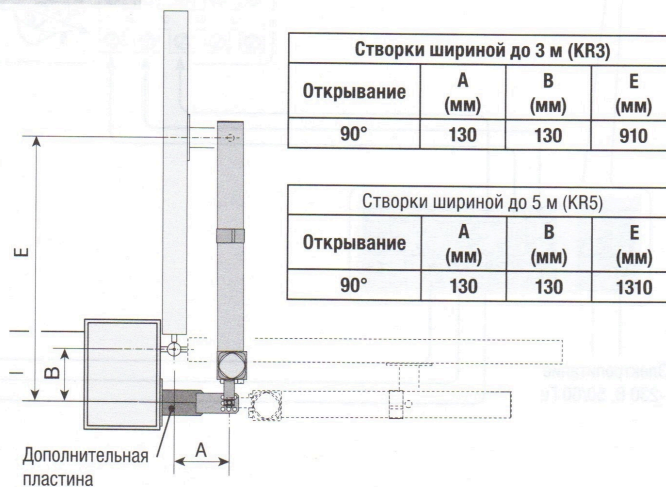 Створки шириной до 3 м (KR3)
Открывание A (мм) B (мм) E (мм)
90° 130 130 910
Створки шириной до 5 м (KR5)
Открывание A (мм) B (мм) E (мм)
90° 130 130 1310
E
B
A
Дополнительная
пластина